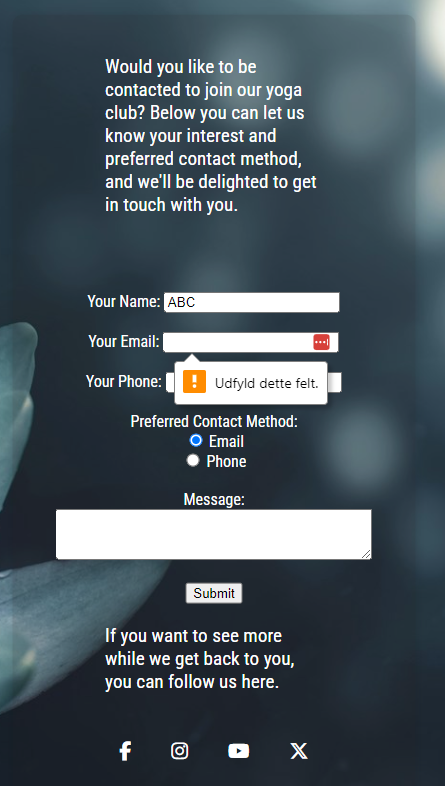 Would you like to be
contacted to join our yoga
club? Below you can let us
know your interest and
preferred contact method,
and we'll be delighted to get
in touch with you.
Your Name: ABC
Your Email:
Udfyld dette felt.
Your Phone:
Preferred Contact Method:
Email
Phone
Message:
Submit
If you want to see more
while we get back to you,
you can follow us here.